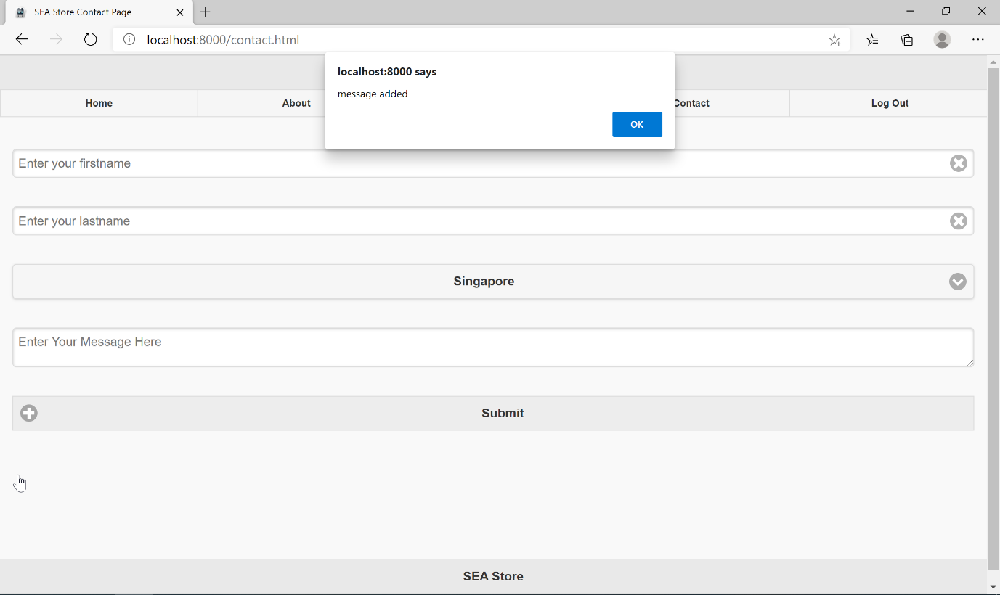 SEA Store Contact Page
localhost:8000/contact.html
localhost:8000 says
message added
OK
Home
About
Contact
Log Out
Enter your firstname
Enter your lastname
Singapore
Enter Your Message Here
Submit
SEA Store